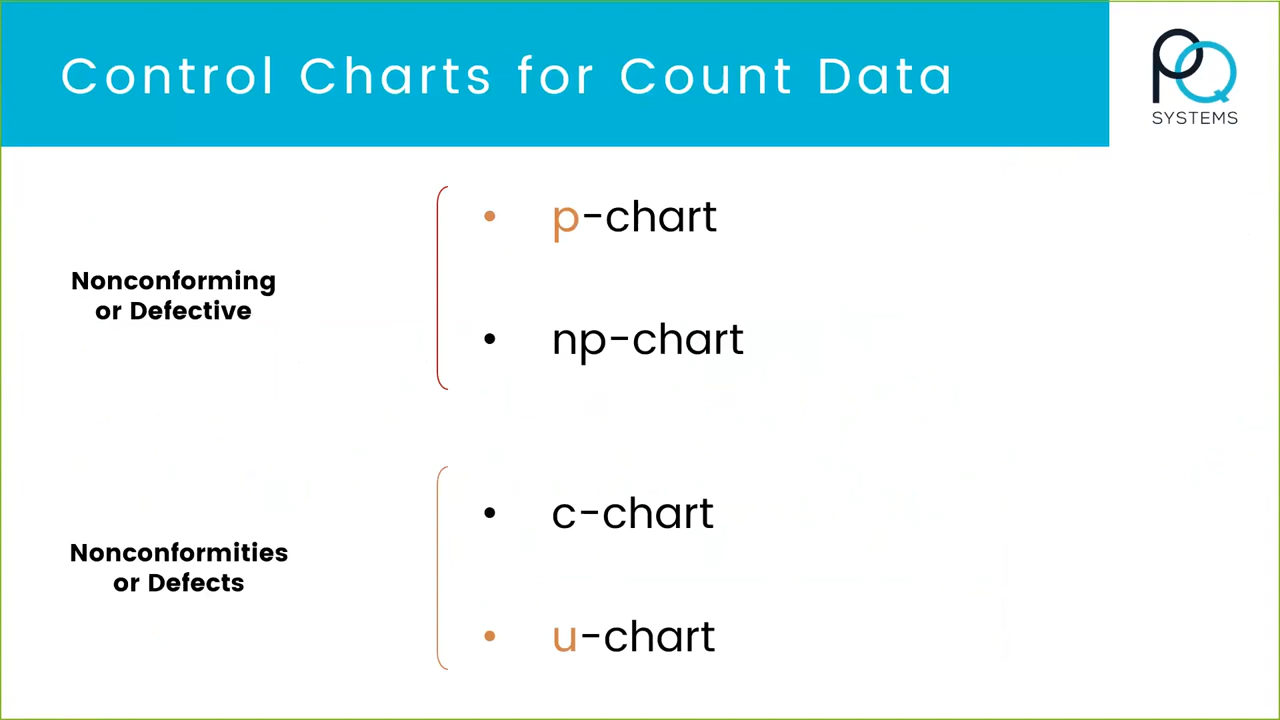 Control Charts for Count Data
PQ
SYSTEMS
• p-chart
Nonconforming
or Defective
• np-chart
• c-chart
Nonconformities
or Defects
• u-chart